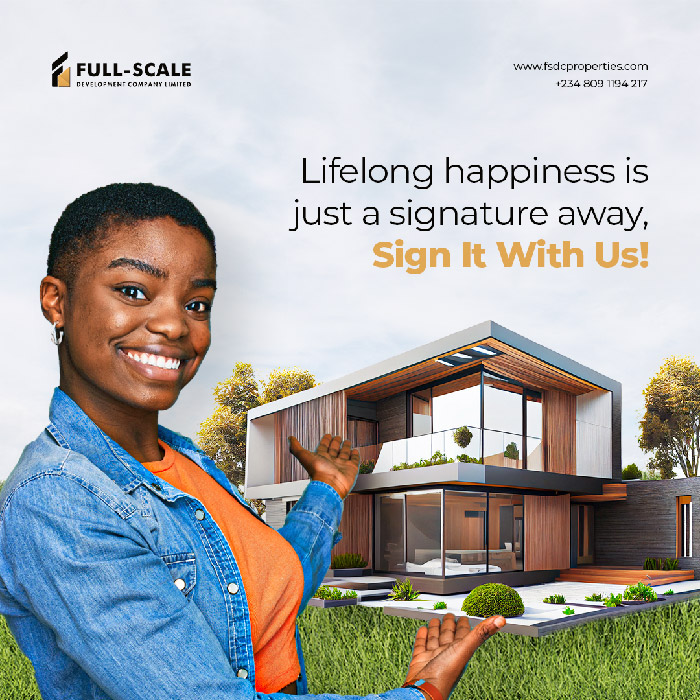 FULL-SCALE
DEVELOPMENT COMPANY LIMITED
www.fsdcproperties.com
+234 809 1194 217
Lifelong happiness is
just a signature away,
Sign It With Us!